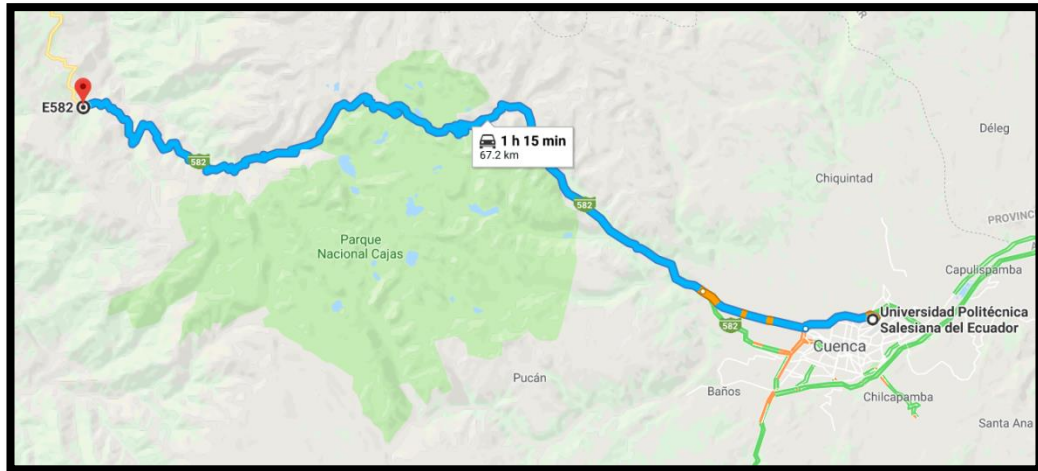 E582
582
1 h 15 min
67.2 km
Déleg
Chiquintad
582
PROVINC
Parque
Nacional Cajas
Capulispamba
Universidad Politécnica
Salesiana del Ecuador
582
Cuenca
Pucán
Baños
Chilcapamba
Santa Ana